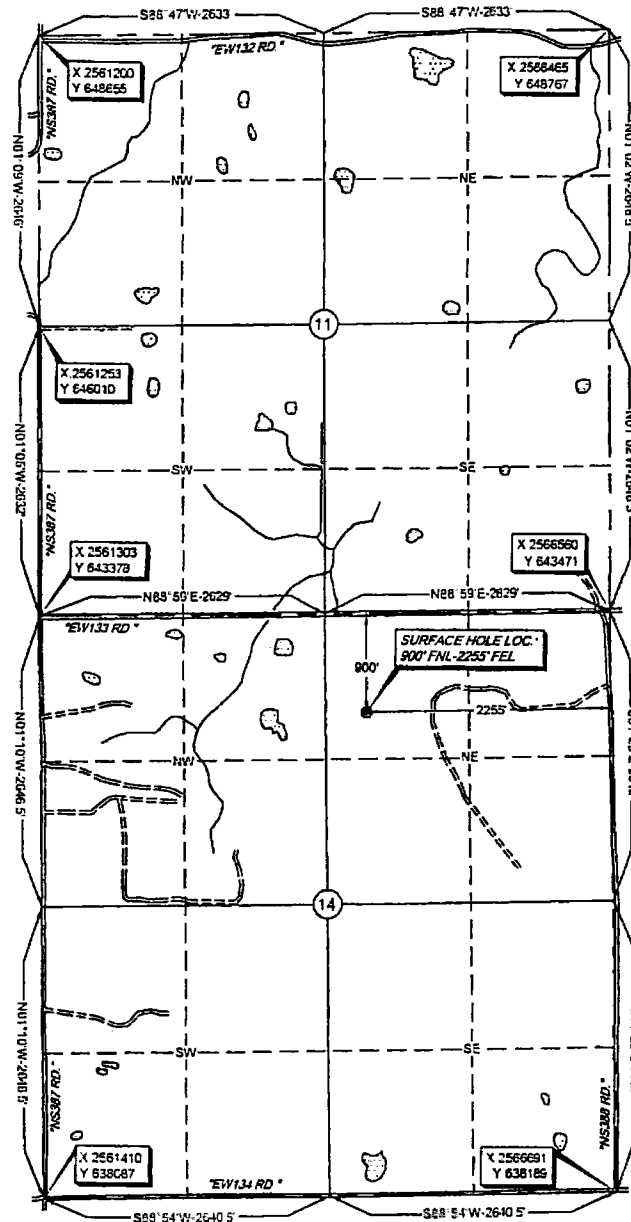 S88°47'W-2633'
S88°47'W-2633'
"EW132 RD."
X 2561200
Y 648655
X 2566465
Y 648767
"NS387 RD."
NW
NE
N01°09'W-2646'
11
X 2561253
Y 646010
N01°05'W-2632'
SW
SE
"NS387 RD."
X 2561303
Y 643378
X 2566560
Y 643471
N88°59'E-2629'
N88°59'E-2629'
"EW133 RD."
SURFACE HOLE LOC.:
900' FNL-2255' FEL
900'
2255'
N01°10'W-2646.5'
NW
NE
14
N01°10'W-2646.5'
SW
SE
"NS387 RD."
"NS388 RD."
X 2561410
Y 638087
X 2566691
Y 638189
"EW134 RD."
S88°54'W-2640.5'
S88°54'W-2640.5'